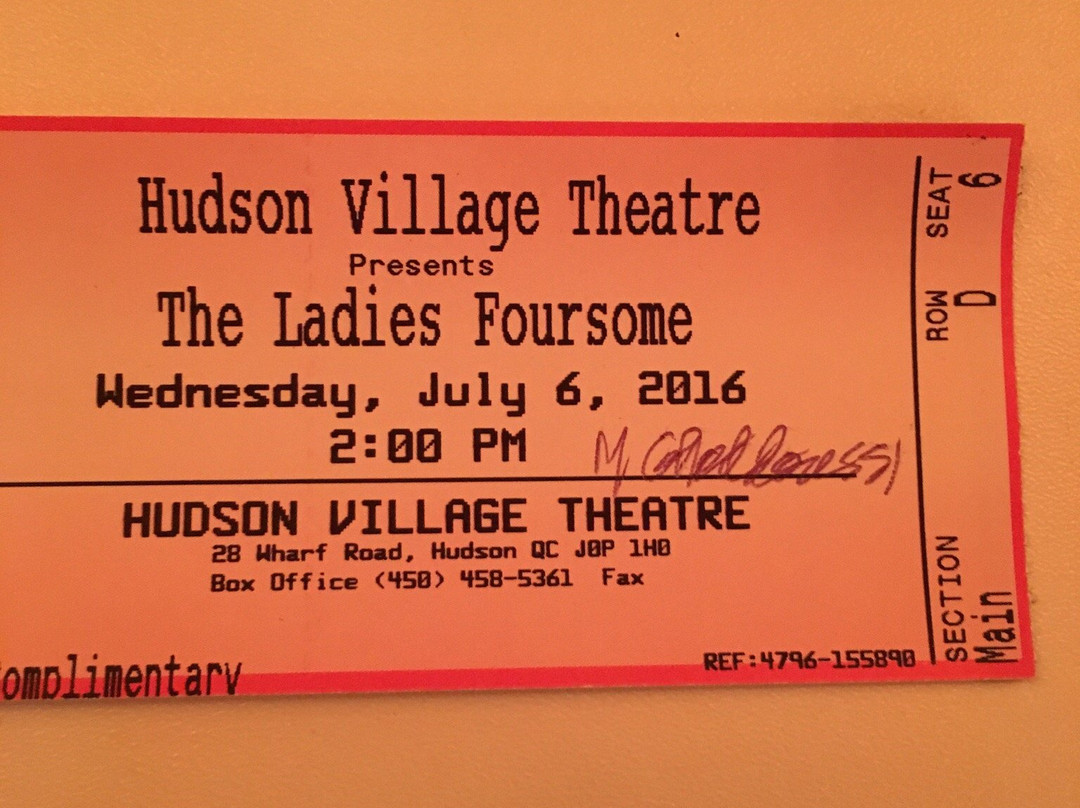 Hudson Village Theatre
Presents
The Ladies Foursome
Wednesday, July 6, 2016
2:00 PM
HUDSON VILLAGE THEATRE
28 Wharf Road, Hudson QC J0P 1H0
Box Office (450) 458-5361 Fax
omplimentary
REF:4796-155890
SECTION ROW SEAT
Main D 6